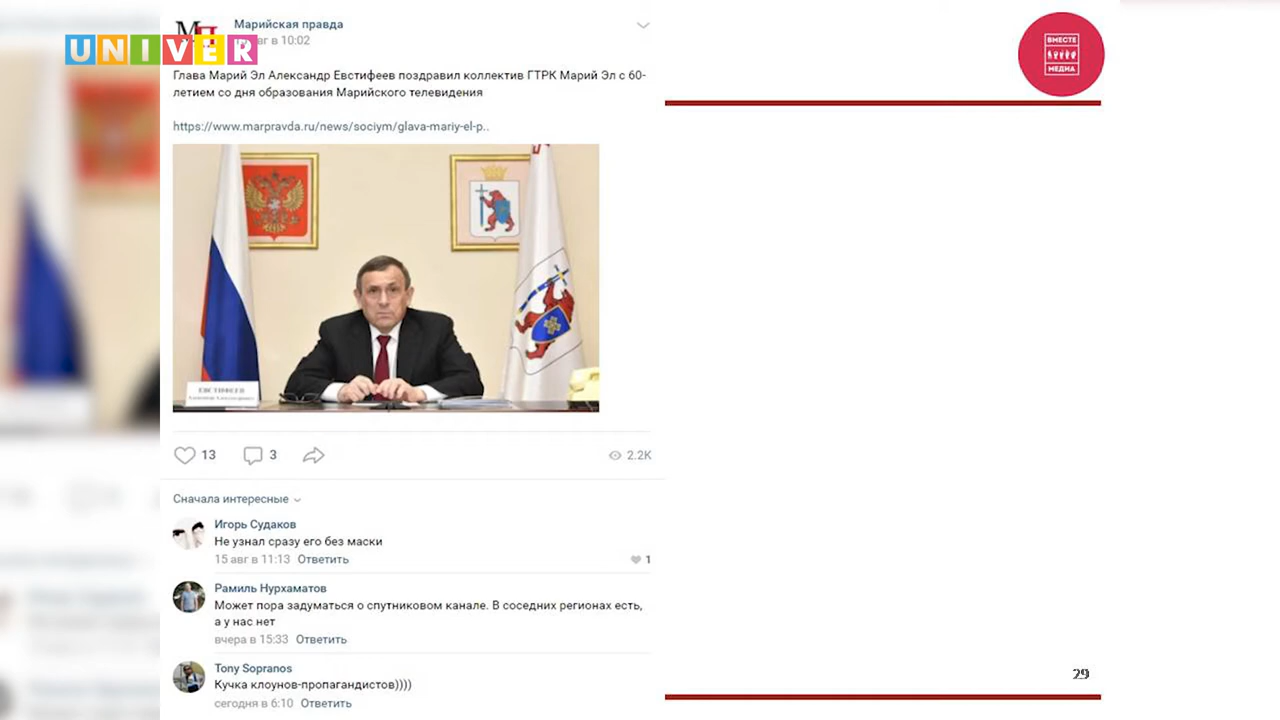 Марийская правда
авг в 10:02
UNIVER
ВМЕСТЕ
МЕДИА
Глава Марий Эл Александр Евстифеев поздравил коллектив ГТРК Марий Эл с 60-
летием со дня образования Марийского телевидения
https://www.marpravda.ru/news/sociym/glava-mariy-el-p..
ЕВСТИФЕЕВ
13
3
2.2K
Сначала интересные
Игорь Судаков
Не узнал сразу его без маски
15 авг в 11:13 Ответить
1
Рамиль Нурхаматов
Может пора задуматься о спутниковом канале. В соседних регионах есть,
а у нас нет
вчера в 15:33 Ответить
Tony Sopranos
Кучка клоунов-пропагандистов))))
сегодня в 6:10 Ответить
29